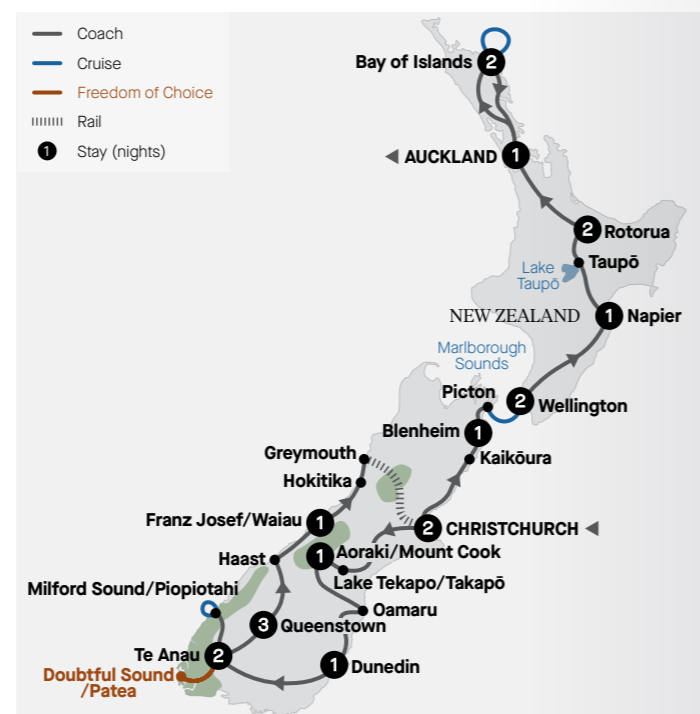 Coach
Cruise
Freedom of Choice
Rail
1 Stay (nights)
Bay of Islands 2
◀ AUCKLAND 1
2 Rotorua
Taupō
Lake
Taupō
NEW ZEALAND
1 Napier
Marlborough
Sounds
Picton
2 Wellington
Blenheim 1
Kaikōura
Greymouth
Hokitika
Franz Josef/Waiau 1
2 CHRISTCHURCH ◀
1 Aoraki/Mount Cook
Haast
Lake Tekapo/Takapō
Milford Sound/Piopiotahi
Oamaru
3 Queenstown
Te Anau 2
1 Dunedin
Doubtful Sound
/Patea